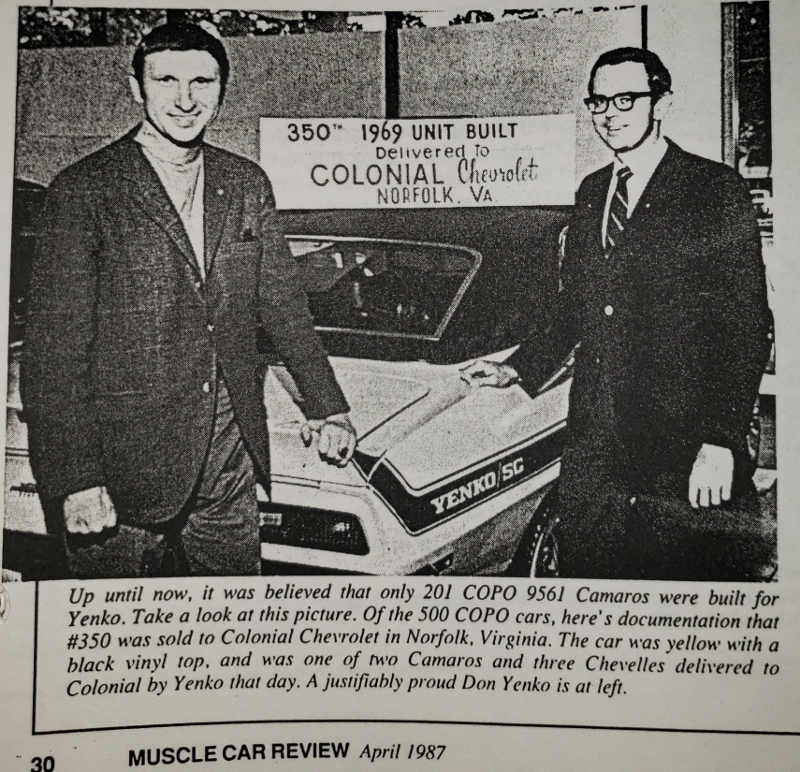 350TH 1969 UNIT BUILT
Delivered to
COLONIAL Chevrolet
NORFOLK, VA.
YENKO/SC
Up until now, it was believed that only 201 COPO 9561 Camaros were built for
Yenko. Take a look at this picture. Of the 500 COPO cars, here's documentation that
#350 was sold to Colonial Chevrolet in Norfolk, Virginia. The car was yellow with a
black vinyl top, and was one of two Camaros and three Chevelles delivered to
Colonial by Yenko that day. A justifiably proud Don Yenko is at left.
30 MUSCLE CAR REVIEW April 1987